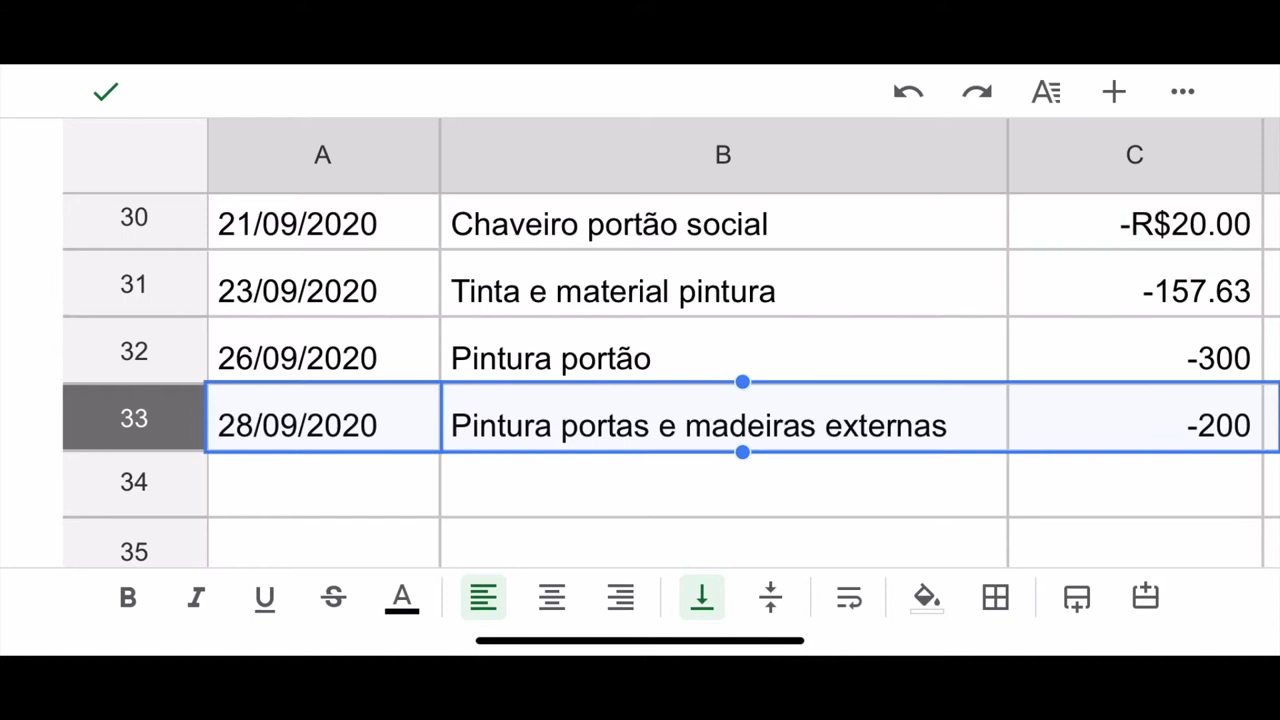 A B C
30 21/09/2020 Chaveiro portão social -R$20.00
31 23/09/2020 Tinta e material pintura -157.63
32 26/09/2020 Pintura portão -300
33 28/09/2020 Pintura portas e madeiras externas -200
34
35
B I U S A